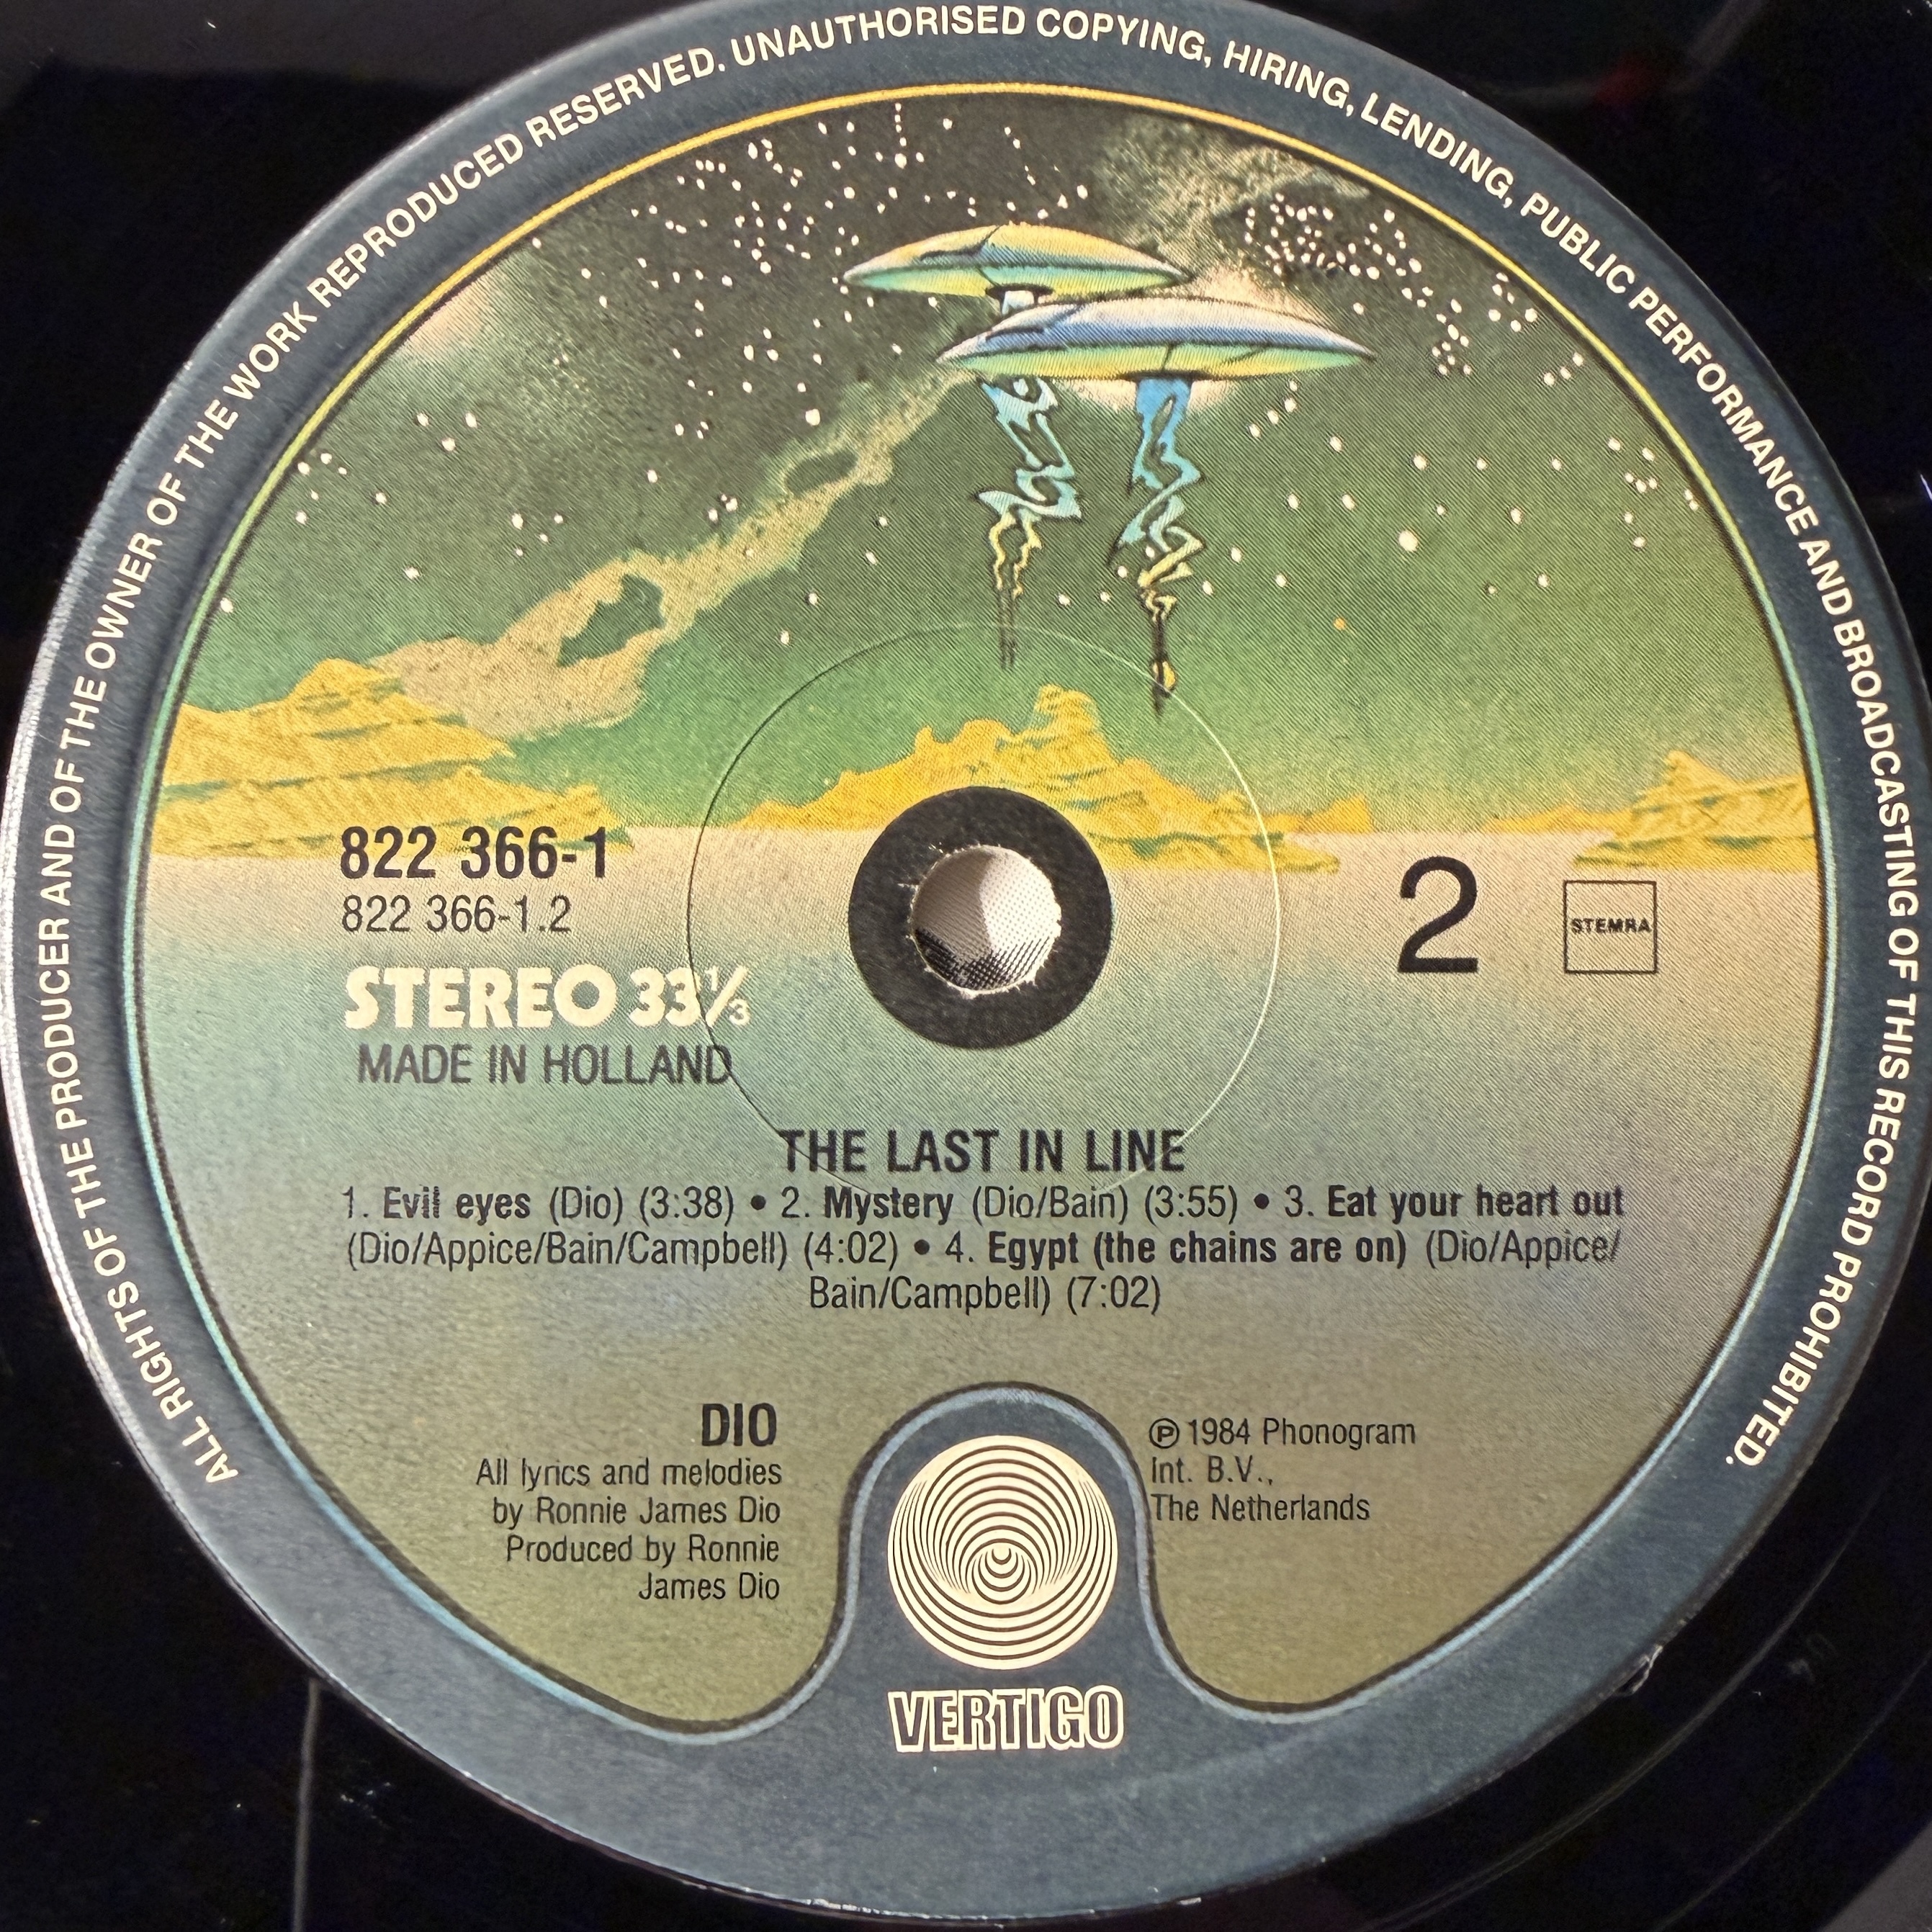 ALL RIGHTS OF THE PRODUCER AND OF THE OWNER OF THE WORK REPRODUCED RESERVED. UNAUTHORISED COPYING, HIRING, LENDING, PUBLIC PERFORMANCE AND BROADCASTING OF THIS RECORD PROHIBITED.
822 366-1
822 366-1.2
STEREO 33⅓
MADE IN HOLLAND
2
STEMRA
THE LAST IN LINE
1. Evil eyes (Dio) (3:38) • 2. Mystery (Dio/Bain) (3:55) • 3. Eat your heart out
(Dio/Appice/Bain/Campbell) (4:02) • 4. Egypt (the chains are on) (Dio/Appice/
Bain/Campbell) (7:02)
DIO
All lyrics and melodies
by Ronnie James Dio
Produced by Ronnie
James Dio
℗ 1984 Phonogram
Int. B.V.,
The Netherlands
VERTIGO